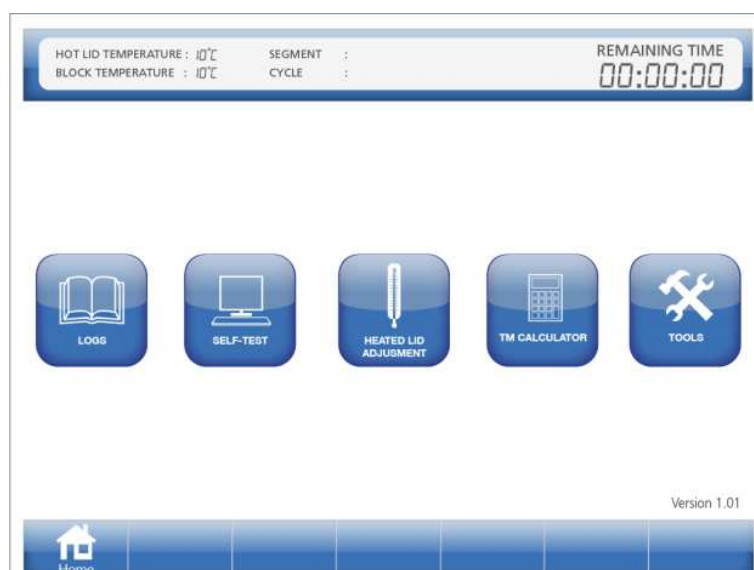 HOT LID TEMPERATURE : 10°C SEGMENT : REMAINING TIME
BLOCK TEMPERATURE : 10°C CYCLE : 00:00:00
LOGS
SELF-TEST
HEATED LID
ADJUSMENT
TM CALCULATOR
TOOLS
Version 1.01
Home